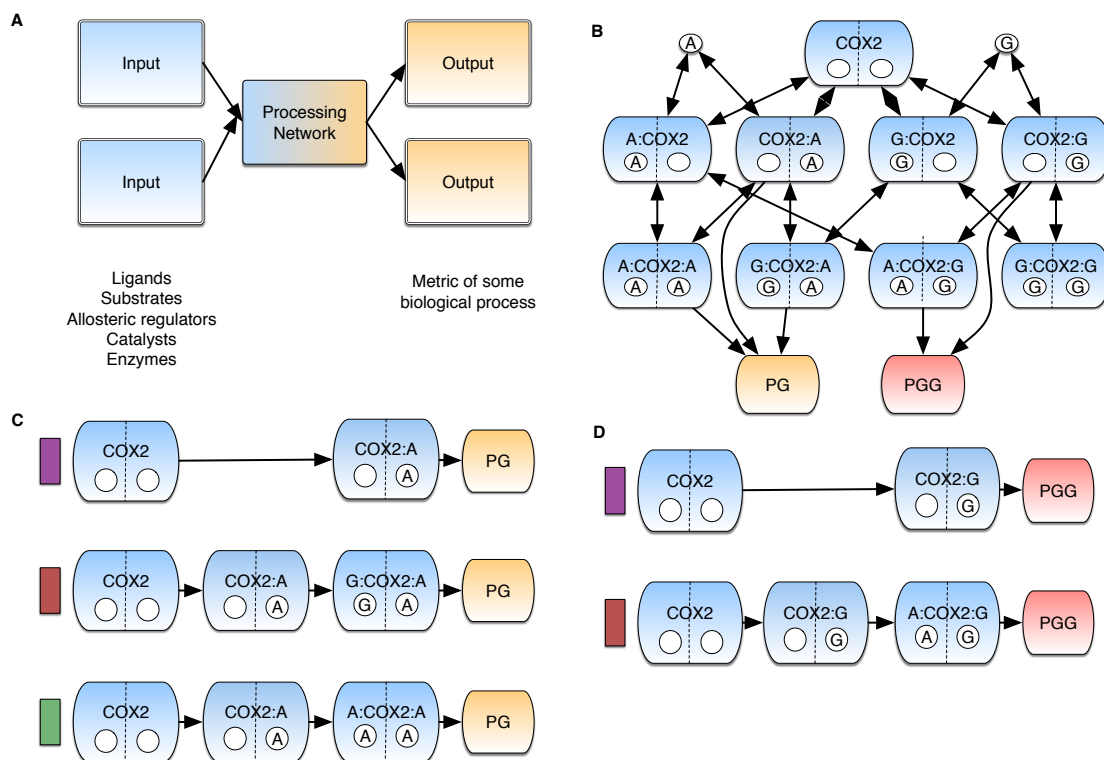 A
Input
Output
Processing
Network
Input
Output
Ligands
Substrates
Allosteric regulators
Catalysts
Enzymes
Metric of some
biological process
B
A
COX2
G
A:COX2
A
COX2:A
A
G:COX2
G
COX2:G
G
A:COX2:A
A A
G:COX2:A
G A
A:COX2:G
A G
G:COX2:G
G G
PG
PGG
C
COX2
COX2:A
A
PG
COX2
COX2:A
A
G:COX2:A
G A
PG
COX2
COX2:A
A
A:COX2:A
A A
PG
D
COX2
COX2:G
G
PGG
COX2
COX2:G
G
A:COX2:G
A G
PGG